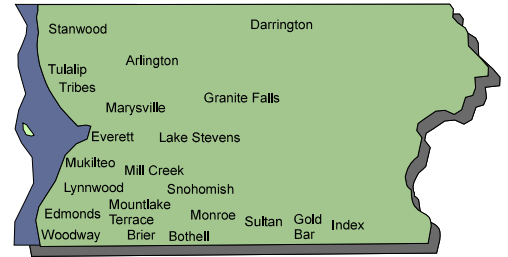 Stanwood
Darrington
Arlington
Tulalip
Tribes
Granite Falls
Marysville
Everett
Lake Stevens
Mukilteo
Mill Creek
Lynnwood
Snohomish
Mountlake
Terrace
Edmonds
Monroe
Sultan
Gold
Bar
Index
Woodway
Brier
Bothell